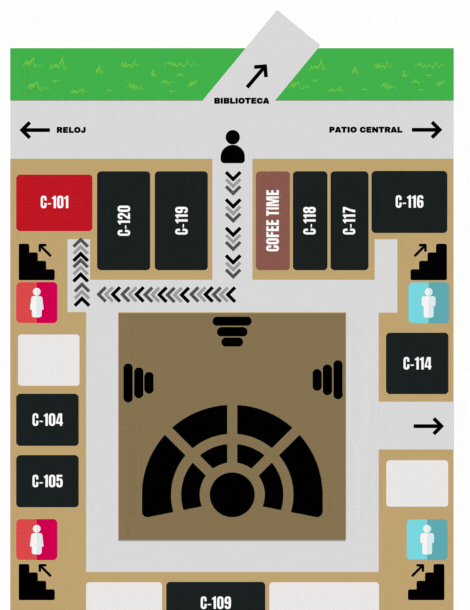 BIBLIOTECA
RELOJ
PATIO CENTRAL
C-101
C-120
C-119
COFEE TIME
C-118
C-117
C-116
C-114
C-104
C-105
C-109